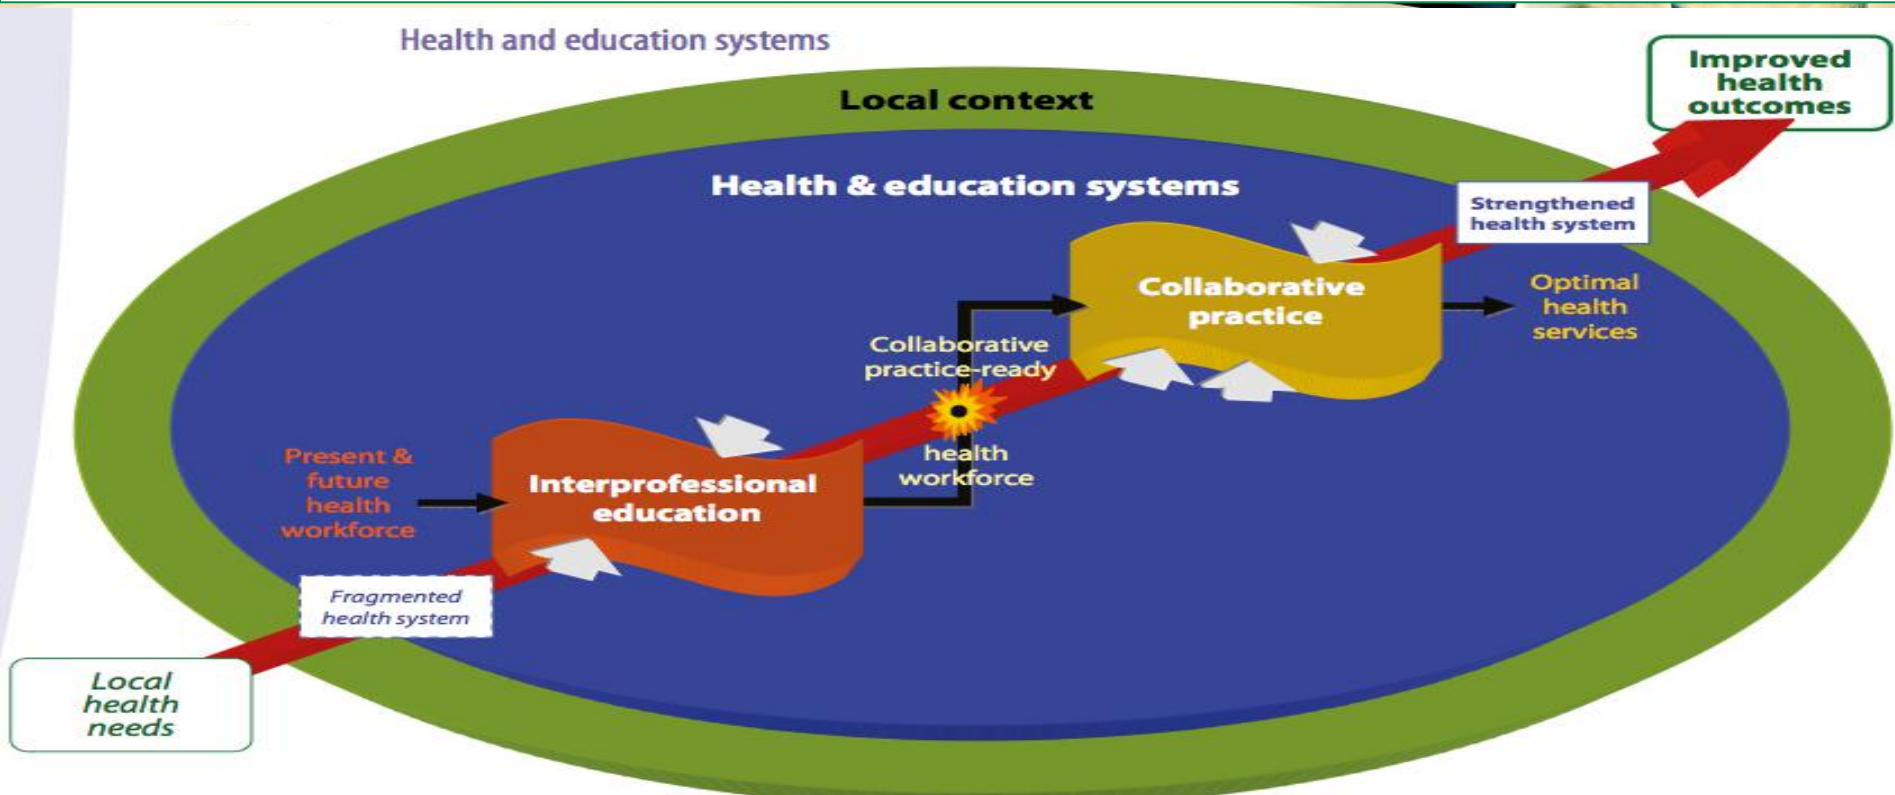 Health and education systems
Improved
health
outcomes
Local context
Health & education systems
Strengthened
health system
Collaborative
practice
Optimal
health
services
Collaborative
practice-ready
health
workforce
Present &
future
health
workforce
Interprofessional
education
Fragmented
health system
Local
health
needs